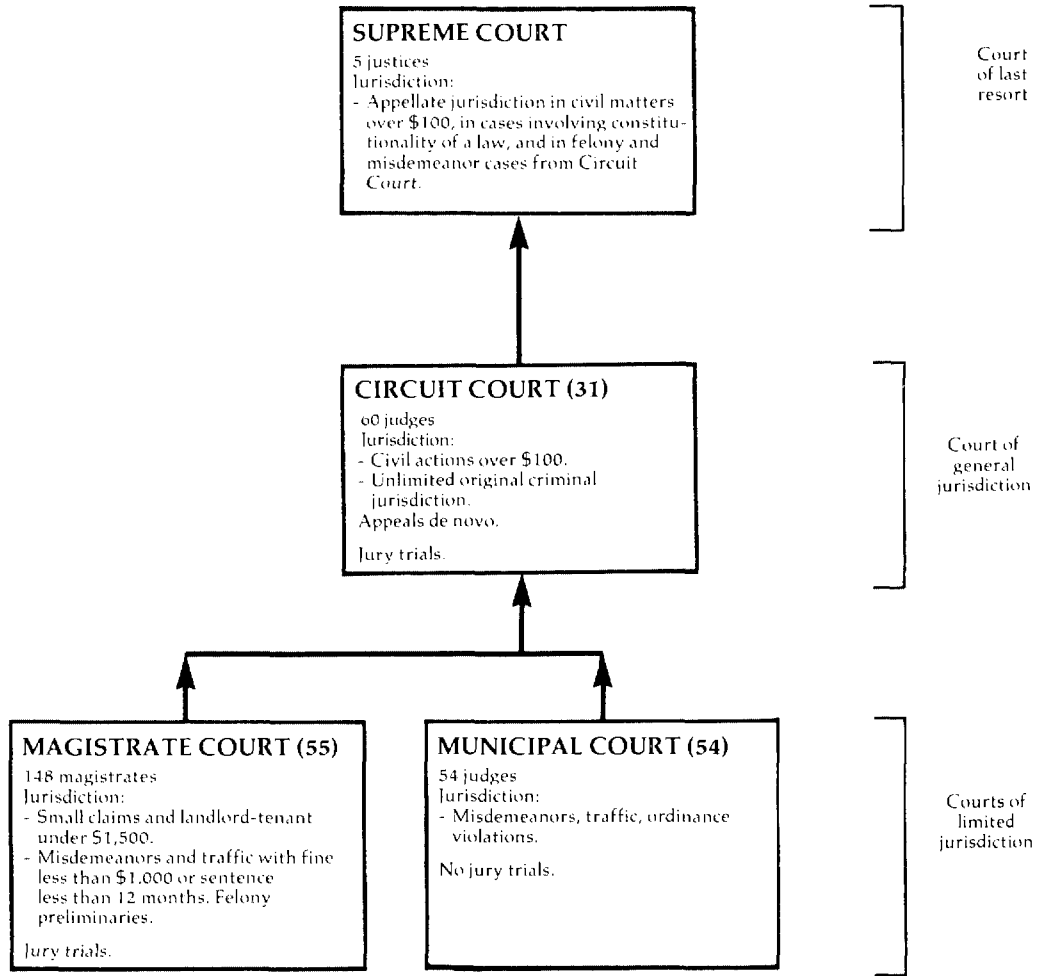 SUPREME COURT
5 justices
Jurisdiction:
- Appellate jurisdiction in civil matters
over $100, in cases involving constitu-
tionality of a law, and in felony and
misdemeanor cases from Circuit
Court.
Court
of last
resort
CIRCUIT COURT (31)
60 judges
Jurisdiction:
- Civil actions over $100.
- Unlimited original criminal
jurisdiction.
Appeals de novo.
Jury trials.
Court of
general
jurisdiction
MAGISTRATE COURT (55)
148 magistrates
Jurisdiction:
- Small claims and landlord-tenant
under $1,500.
- Misdemeanors and traffic with fine
less than $1,000 or sentence
less than 12 months. Felony
preliminaries.
Jury trials.
MUNICIPAL COURT (54)
54 judges
Jurisdiction:
- Misdemeanors, traffic, ordinance
violations.
No jury trials.
Courts of
limited
jurisdiction